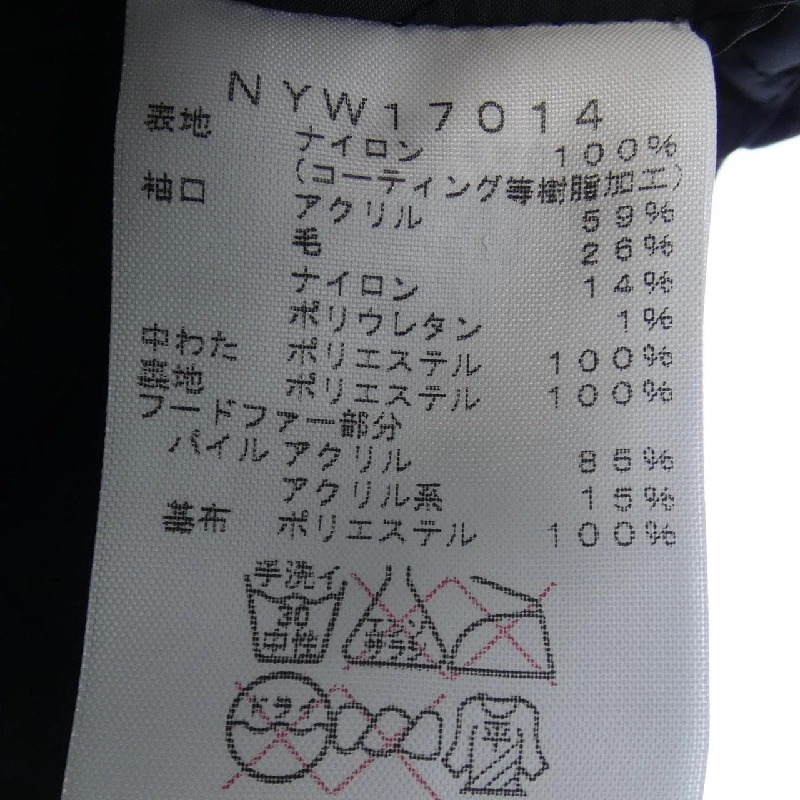 NYW17014
表地 ナイロン 100%
(コーティング等樹脂加工)
袖口 アクリル 59%
毛 26%
ナイロン 14%
ポリウレタン 1%
中わた ポリエステル 100%
裏地 ポリエステル 100%
フードファー部分
パイル アクリル 85%
アクリル系 15%
基布 ポリエステル 100%
手洗イ
30
中性
エンソ
サラシ
ドライ
平